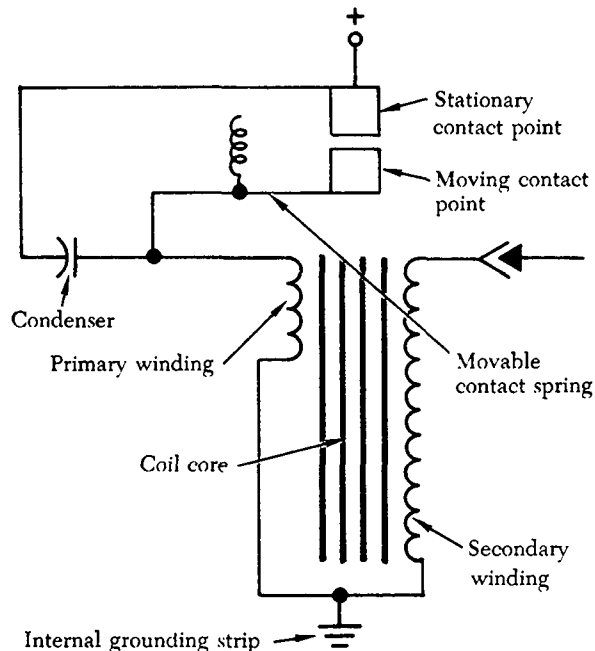 +
Stationary
contact point
Moving contact
point
Condenser
Primary winding
Movable
contact spring
Coil core
Secondary
winding
Internal grounding strip